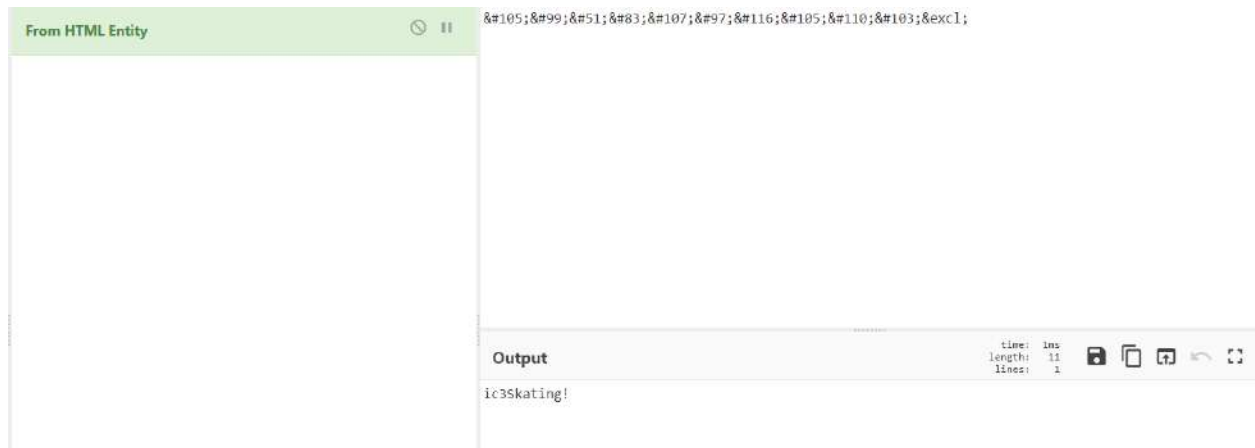 From HTML Entity
&#105;&#99;&#51;&#83;&#107;&#97;&#116;&#105;&#110;&#103;&excl;
Output
time: 1ms
length: 11
lines: 1
ic3Skating!